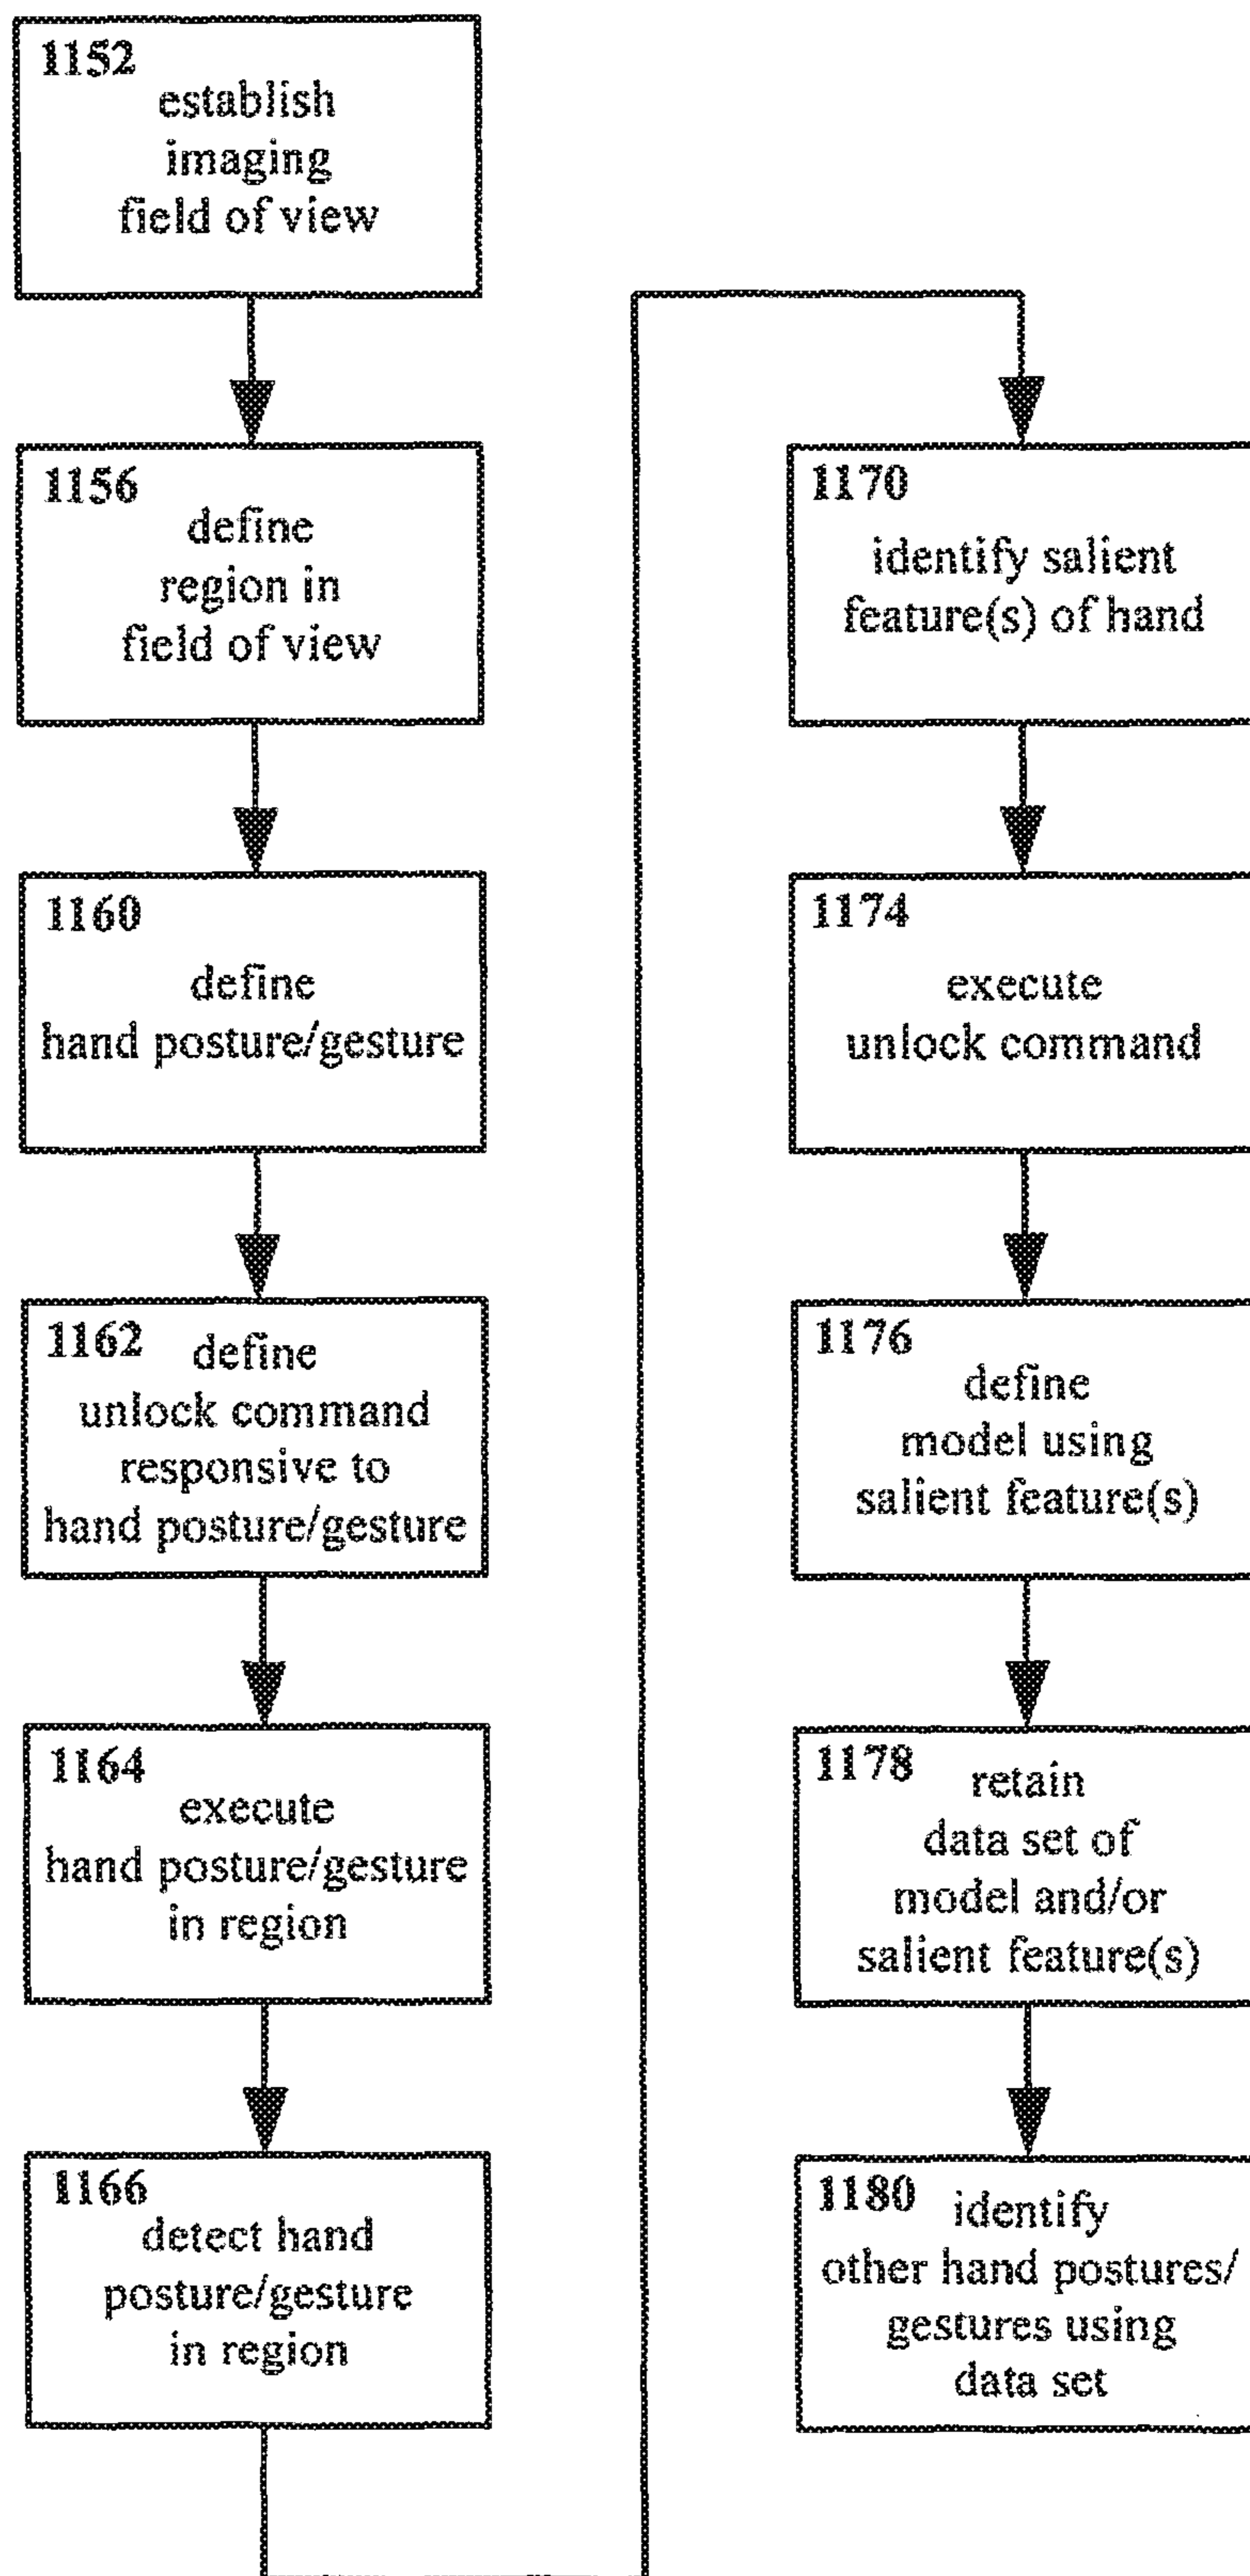 1152
establish
imaging
field of view
1156
define
region in
field of view
1160
define
hand posture/gesture
1162 define
unlock command
responsive to
hand posture/gesture
1164
execute
hand posture/gesture
in region
1166
detect hand
posture/gesture
in region
1170
identify salient
feature(s) of hand
1174
execute
unlock command
1176
define
model using
salient feature(s)
1178 retain
data set of
model and/or
salient feature(s)
1180 identify
other hand postures/
gestures using
data set